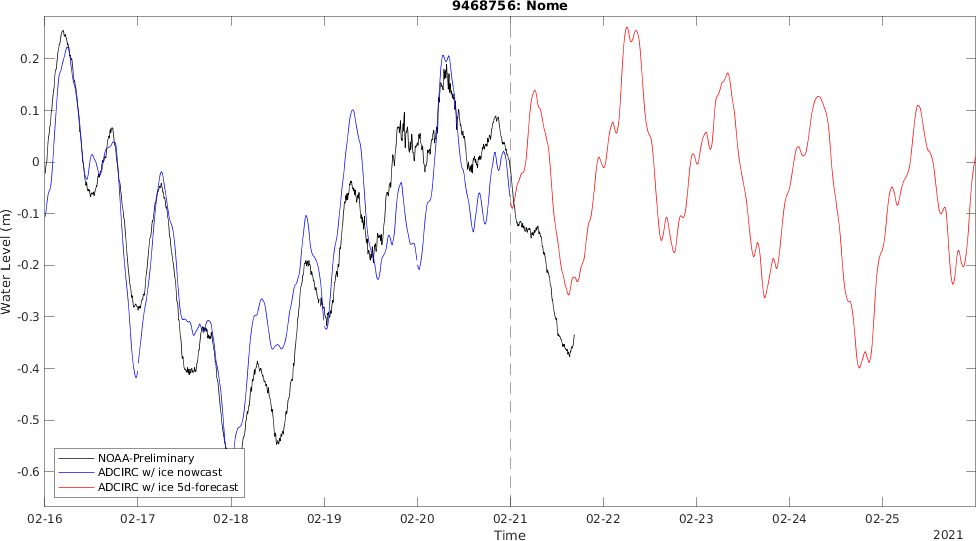 9468756: Nome
Water Level (m)
0.2
0.1
0
-0.1
-0.2
-0.3
-0.4
-0.5
-0.6
NOAA-Preliminary
ADCIRC w/ ice nowcast
ADCIRC w/ ice 5d-forecast
02-16 02-17 02-18 02-19 02-20 02-21 02-22 02-23 02-24 02-25
Time
2021